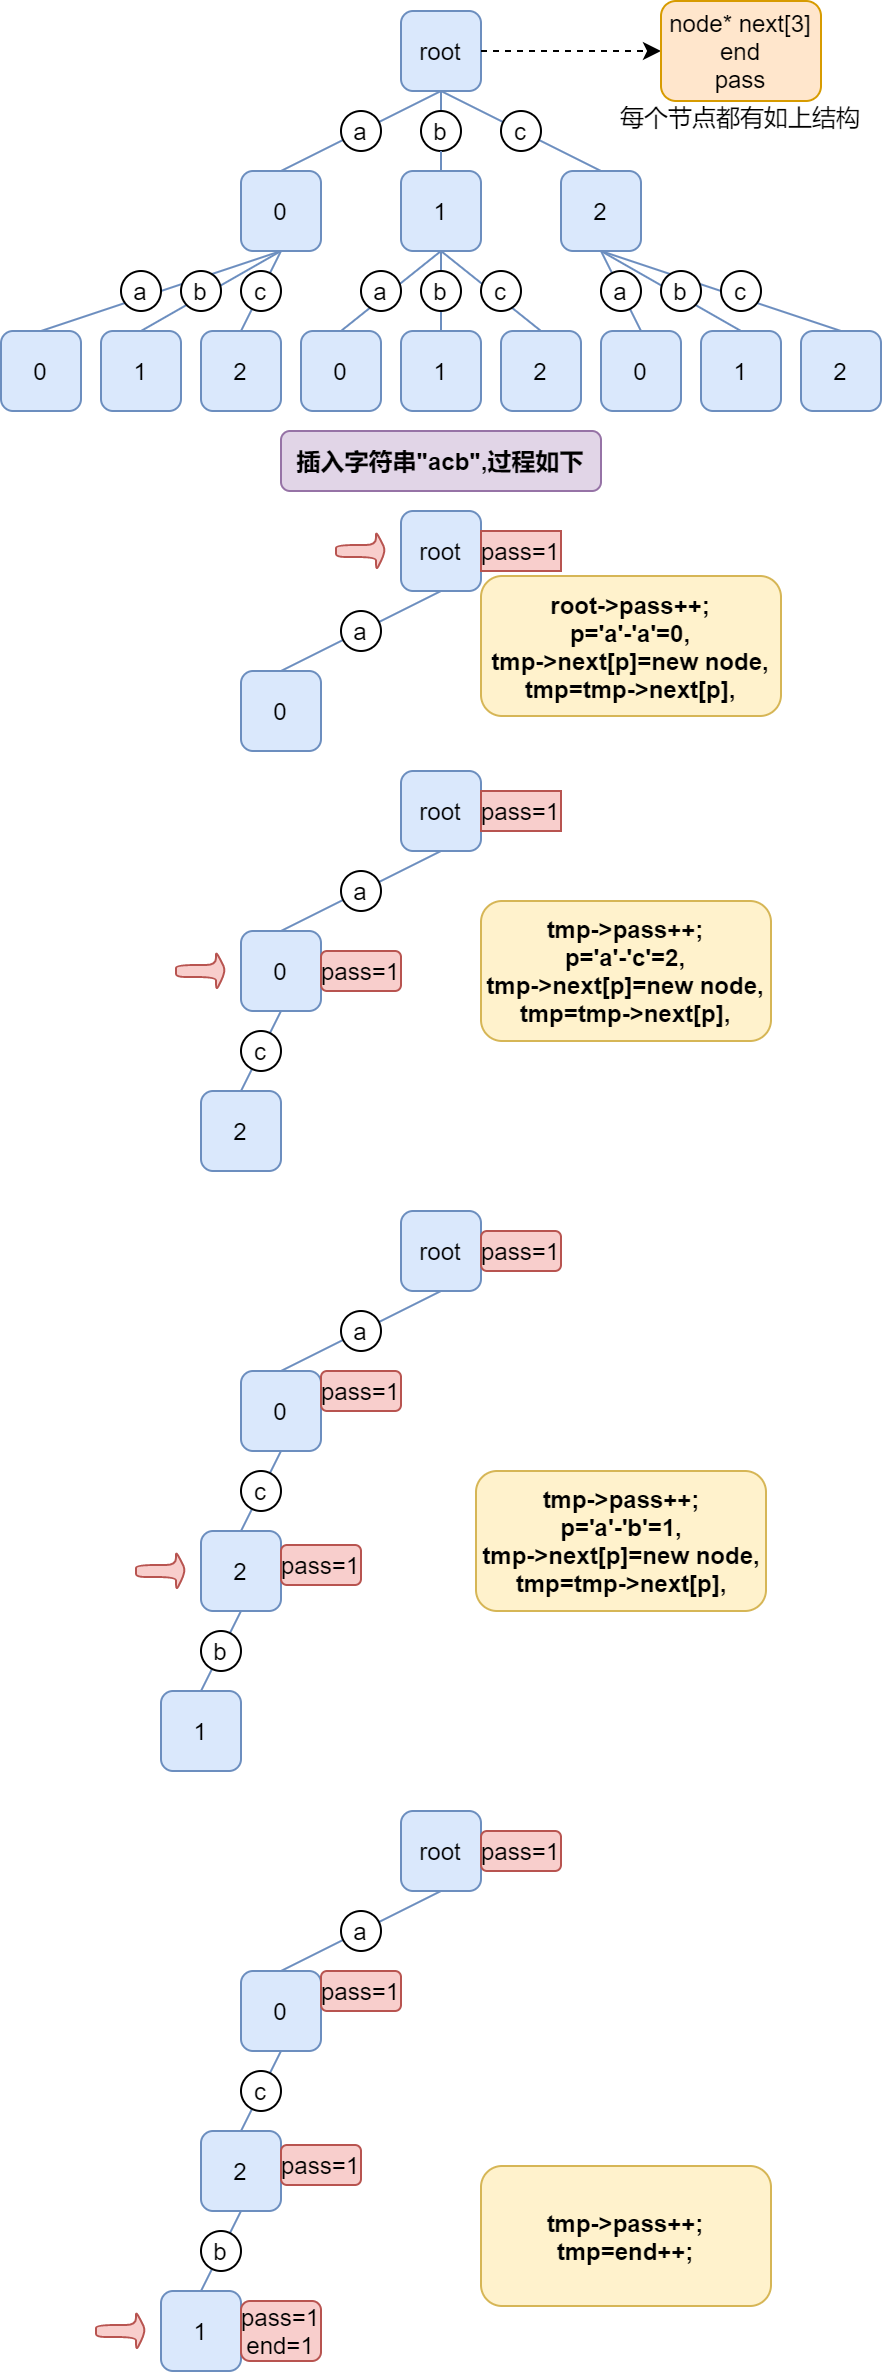 root
node* next[3]
end
pass
每个节点都有如上结构
a
b
c
0
1
2
a
b
c
a
b
c
a
b
c
0
1
2
0
1
2
0
1
2
插入字符串"acb",过程如下
root
pass=1
a
0
root->pass++;
p='a'-'a'=0,
tmp->next[p]=new node,
tmp=tmp->next[p],
root
pass=1
a
0
pass=1
c
2
tmp->pass++;
p='a'-'c'=2,
tmp->next[p]=new node,
tmp=tmp->next[p],
root
pass=1
a
0
pass=1
c
2
pass=1
b
1
tmp->pass++;
p='a'-'b'=1,
tmp->next[p]=new node,
tmp=tmp->next[p],
root
pass=1
a
0
pass=1
c
2
pass=1
b
1
pass=1
end=1
tmp->pass++;
tmp=end++;